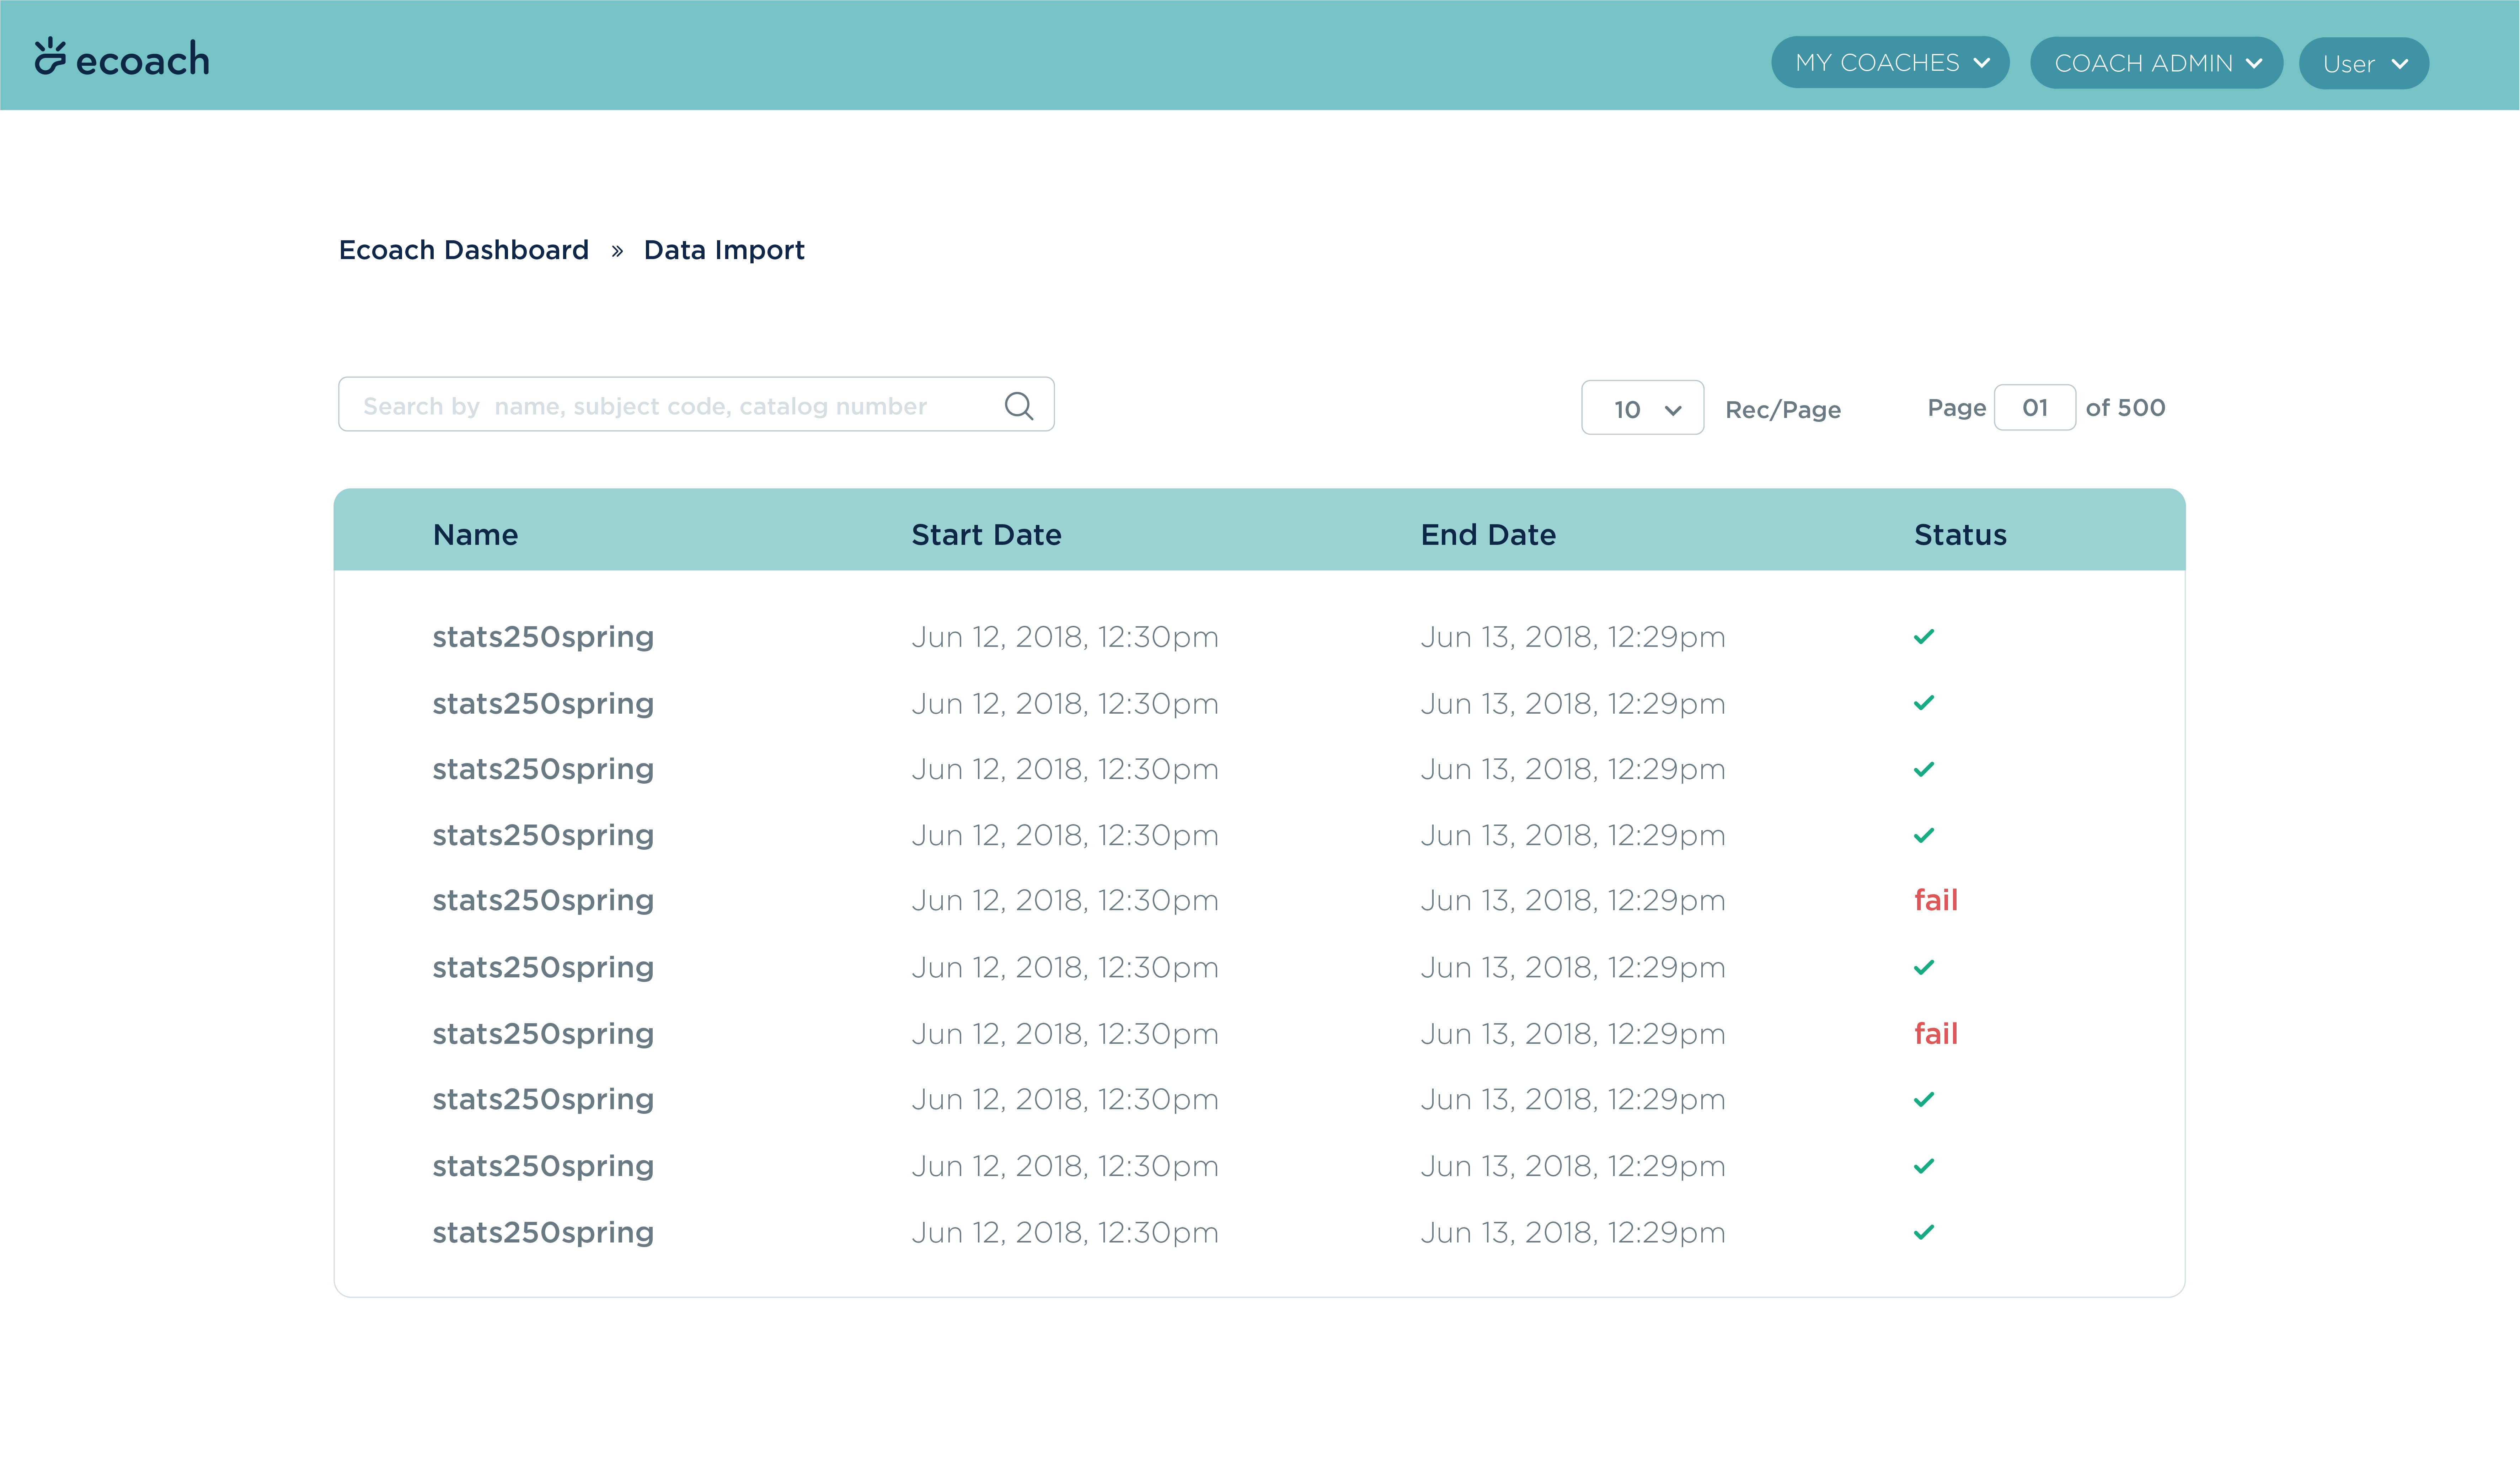 ecoach
MY COACHES
COACH ADMIN
User
Ecoach Dashboard » Data Import
Search by name, subject code, catalog number
10 Rec/Page
Page 01 of 500
Name Start Date End Date Status
stats250spring Jun 12, 2018, 12:30pm Jun 13, 2018, 12:29pm ✓
stats250spring Jun 12, 2018, 12:30pm Jun 13, 2018, 12:29pm ✓
stats250spring Jun 12, 2018, 12:30pm Jun 13, 2018, 12:29pm ✓
stats250spring Jun 12, 2018, 12:30pm Jun 13, 2018, 12:29pm ✓
stats250spring Jun 12, 2018, 12:30pm Jun 13, 2018, 12:29pm fail
stats250spring Jun 12, 2018, 12:30pm Jun 13, 2018, 12:29pm ✓
stats250spring Jun 12, 2018, 12:30pm Jun 13, 2018, 12:29pm fail
stats250spring Jun 12, 2018, 12:30pm Jun 13, 2018, 12:29pm ✓
stats250spring Jun 12, 2018, 12:30pm Jun 13, 2018, 12:29pm ✓
stats250spring Jun 12, 2018, 12:30pm Jun 13, 2018, 12:29pm ✓